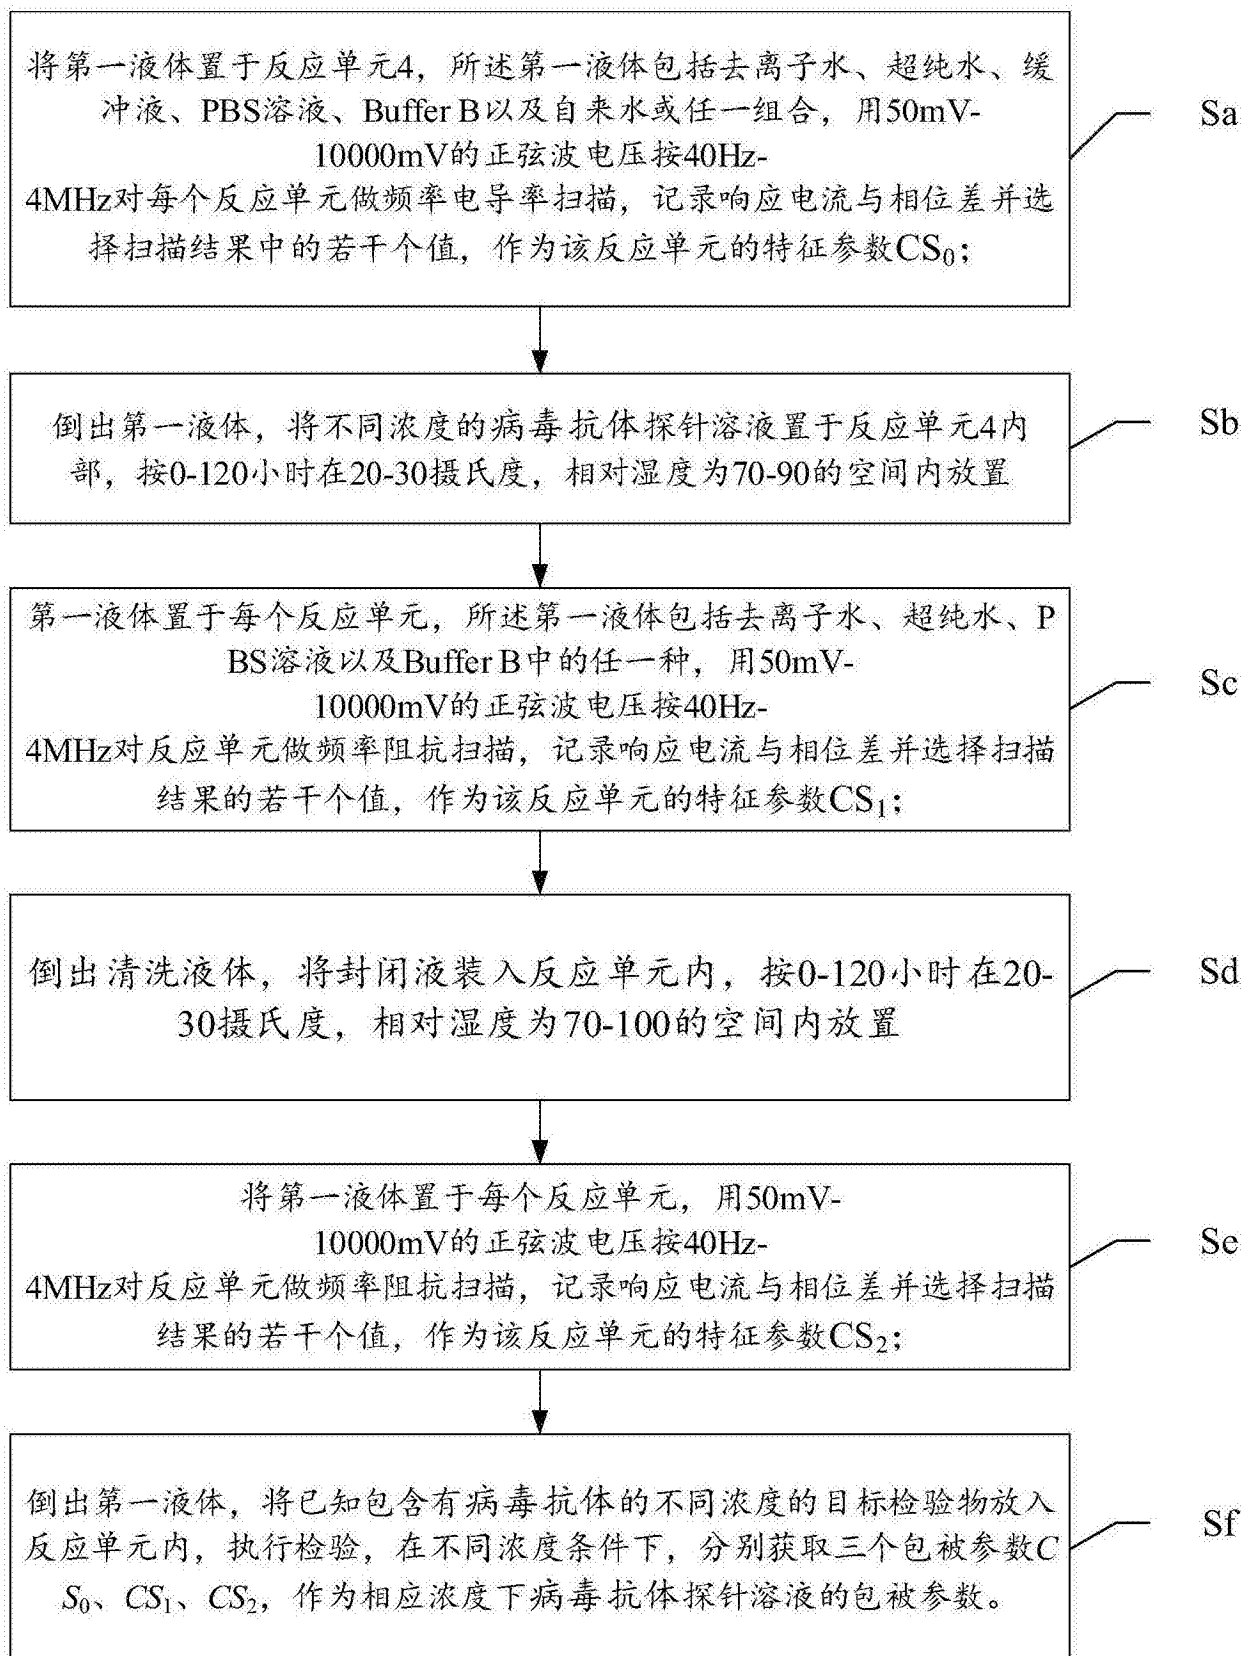 将第一液体置于反应单元4，所述第一液体包括去离子水、超纯水、缓
冲液、PBS溶液、Buffer B以及自来水或任一组合，用50mV-
10000mV的正弦波电压按40Hz-
4MHz对每个反应单元做频率电导率扫描，记录响应电流与相位差并选
择扫描结果中的若干个值，作为该反应单元的特征参数CS₀；
Sa
倒出第一液体，将不同浓度的病毒抗体探针溶液置于反应单元4内
部，按0-120小时在20-30摄氏度，相对湿度为70-90的空间内放置
Sb
第一液体置于每个反应单元，所述第一液体包括去离子水、超纯水、P
BS溶液以及Buffer B中的任一种，用50mV-
10000mV的正弦波电压按40Hz-
4MHz对反应单元做频率阻抗扫描，记录响应电流与相位差并选择扫描
结果的若干个值，作为该反应单元的特征参数CS₁；
Sc
倒出清洗液体，将封闭液装入反应单元内，按0-120小时在20-
30摄氏度，相对湿度为70-100的空间内放置
Sd
将第一液体置于每个反应单元，用50mV-
10000mV的正弦波电压按40Hz-
4MHz对反应单元做频率阻抗扫描，记录响应电流与相位差并选择扫描
结果的若干个值，作为该反应单元的特征参数CS₂；
Se
倒出第一液体，将已知包含有病毒抗体的不同浓度的目标检验物放入
反应单元内，执行检验，在不同浓度条件下，分别获取三个包被参数C
S₀、CS₁、CS₂，作为相应浓度下病毒抗体探针溶液的包被参数。
Sf